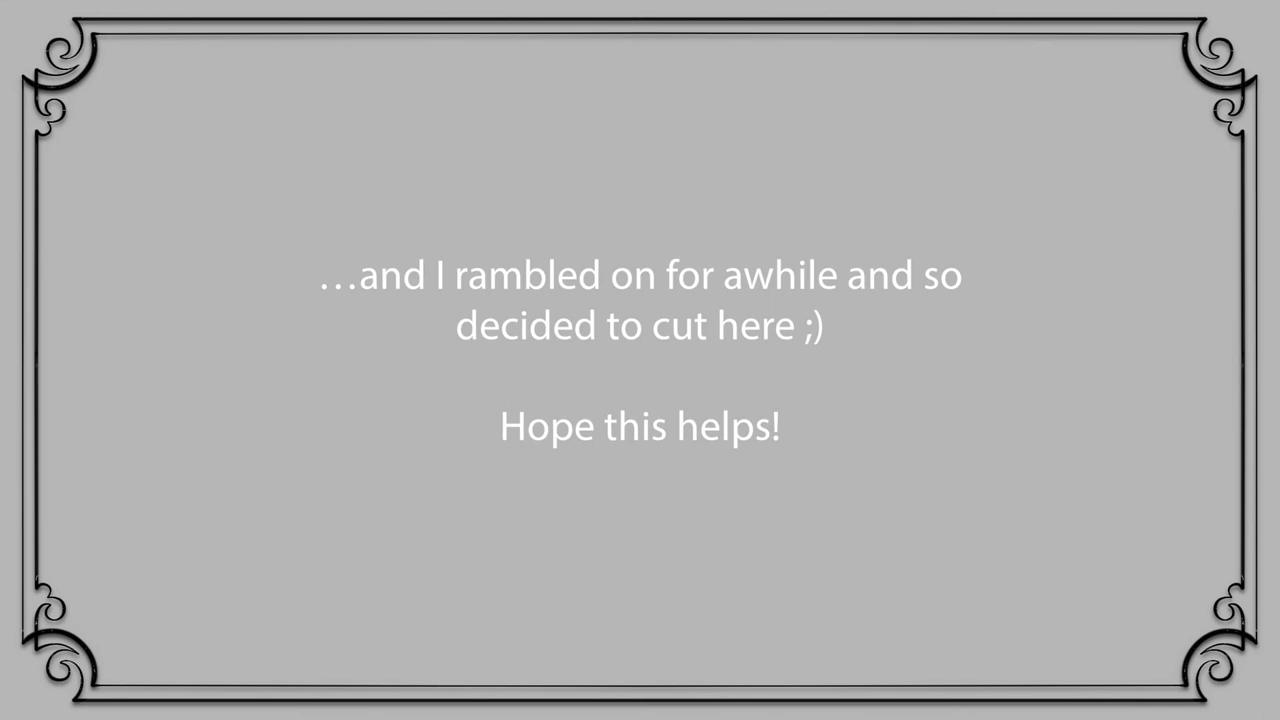 …and I rambled on for awhile and so
decided to cut here ;)
Hope this helps!